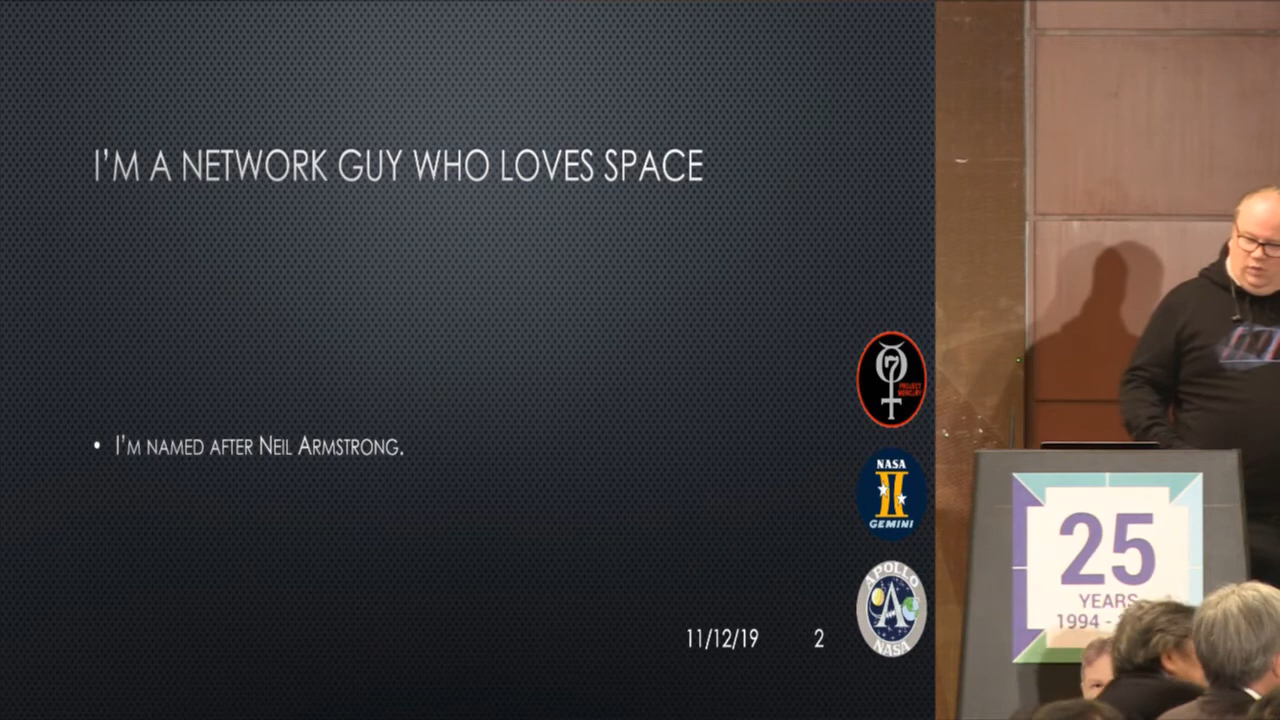 I'M A NETWORK GUY WHO LOVES SPACE
• I'M NAMED AFTER NEIL ARMSTRONG.
7
PROJECT
MERCURY
NASA
II
GEMINI
APOLLO
A
NASA
11/12/19 2
25
YEARS
1994 -